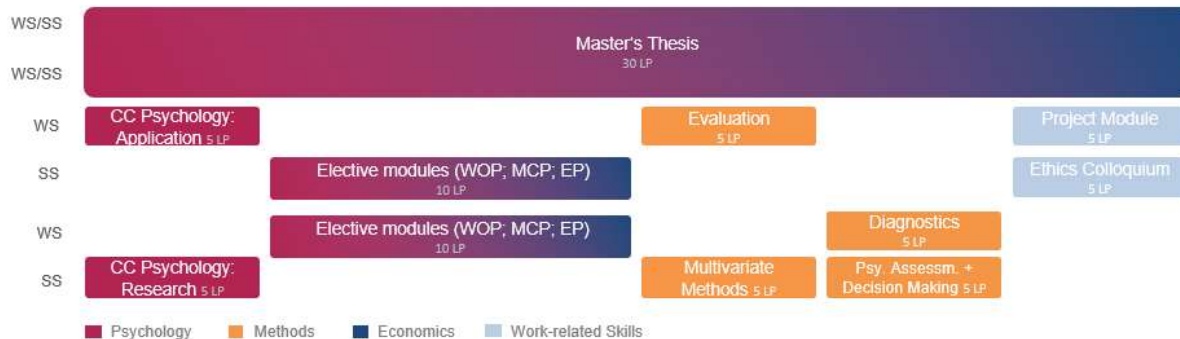 WS/SS
Master's Thesis
30 LP
WS/SS
WS
CC Psychology:
Application 5 LP
Evaluation
5 LP
Project Module
5 LP
SS
Elective modules (WOP; MCP; EP)
10 LP
Ethics Colloquium
5 LP
WS
Elective modules (WOP; MCP; EP)
10 LP
Diagnostics
5 LP
SS
CC Psychology:
Research 5 LP
Multivariate
Methods 5 LP
Psy. Assessm. +
Decision Making 5 LP
Psychology
Methods
Economics
Work-related Skills